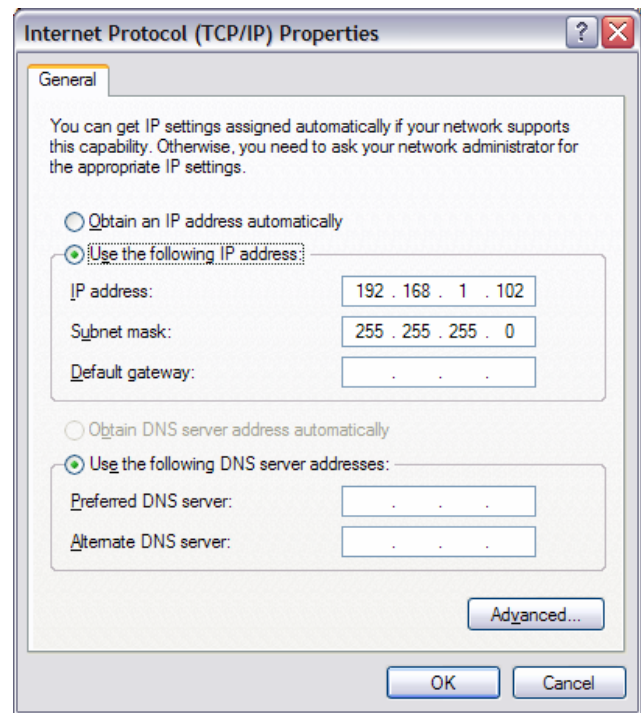 Internet Protocol (TCP/IP) Properties
General
You can get IP settings assigned automatically if your network supports
this capability. Otherwise, you need to ask your network administrator for
the appropriate IP settings.
Obtain an IP address automatically
Use the following IP address:
IP address: 192 . 168 . 1 . 102
Subnet mask: 255 . 255 . 255 . 0
Default gateway: . . .
Obtain DNS server address automatically
Use the following DNS server addresses:
Preferred DNS server: . . .
Alternate DNS server: . . .
Advanced...
OK Cancel